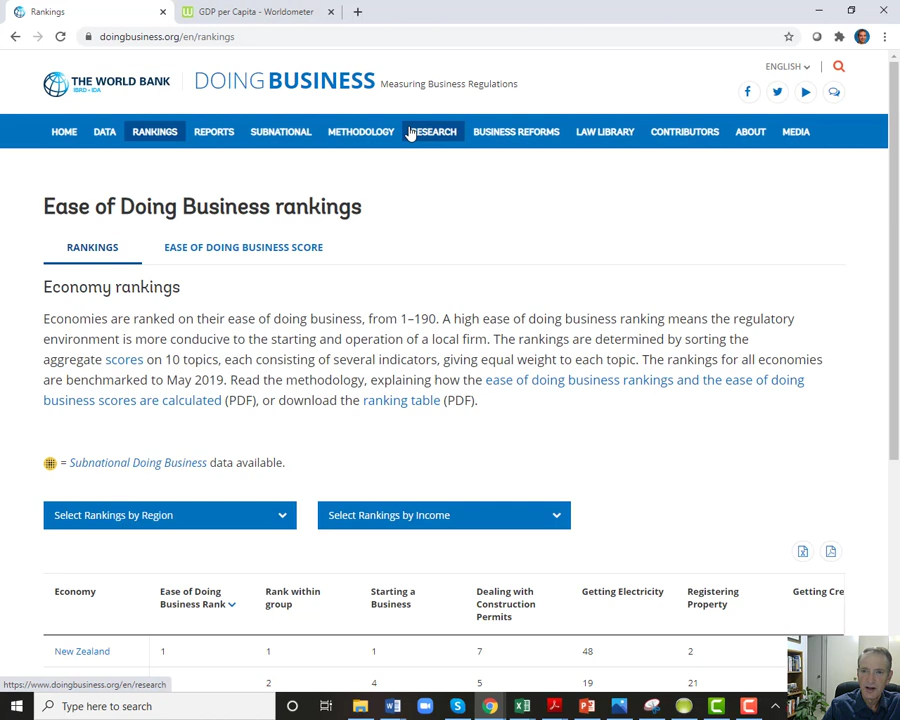 Rankings
GDP per Capita - Worldometer
doingbusiness.org/en/rankings
THE WORLD BANK
IBRD • IDA
DOING BUSINESS
Measuring Business Regulations
ENGLISH
HOME DATA RANKINGS REPORTS SUBNATIONAL METHODOLOGY RESEARCH BUSINESS REFORMS LAW LIBRARY CONTRIBUTORS ABOUT MEDIA
Ease of Doing Business rankings
RANKINGS EASE OF DOING BUSINESS SCORE
Economy rankings
Economies are ranked on their ease of doing business, from 1–190. A high ease of doing business ranking means the regulatory
environment is more conducive to the starting and operation of a local firm. The rankings are determined by sorting the
aggregate scores on 10 topics, each consisting of several indicators, giving equal weight to each topic. The rankings for all economies
are benchmarked to May 2019. Read the methodology, explaining how the ease of doing business rankings and the ease of doing
business scores are calculated (PDF), or download the ranking table (PDF).
= Subnational Doing Business data available.
Select Rankings by Region Select Rankings by Income
Economy
Ease of Doing
Business Rank
Rank within
group
Starting a
Business
Dealing with
Construction
Permits
Getting Electricity
Registering
Property
Getting Cre
New Zealand 1 1 1 7 48 2
2 4 5 19 21
https://www.doingbusiness.org/en/research
Type here to search